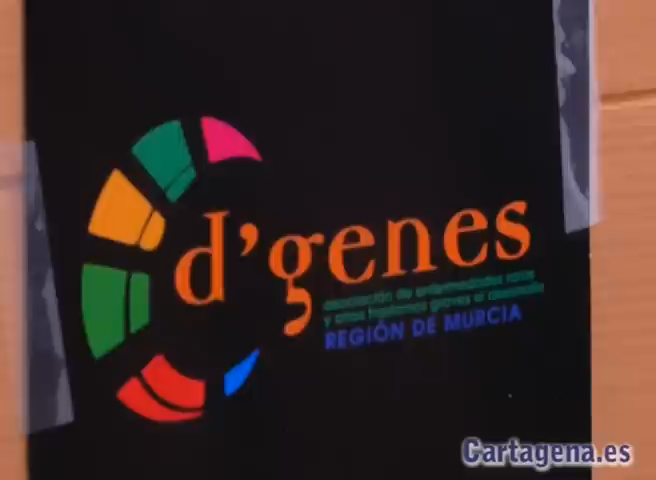 d'genes
asociación de enfermedades raras
y otros trastornos graves al desarrollo
REGIÓN DE MURCIA
Cartagena.es